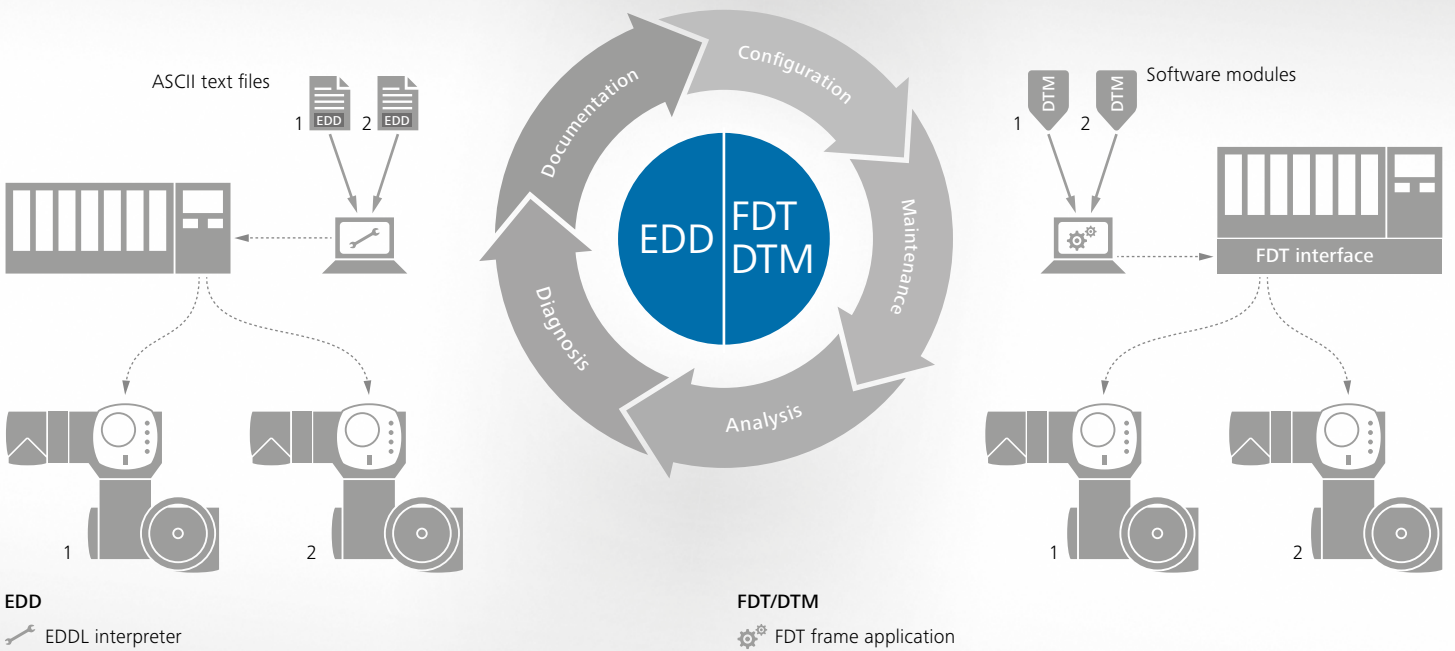 ASCII text files
1
EDD
2
EDD
1
2
EDD
EDDL interpreter
Configuration
Maintenance
Analysis
Diagnosis
Documentation
EDD
FDT
DTM
Software modules
1
DTM
2
DTM
FDT interface
1
2
FDT/DTM
FDT frame application